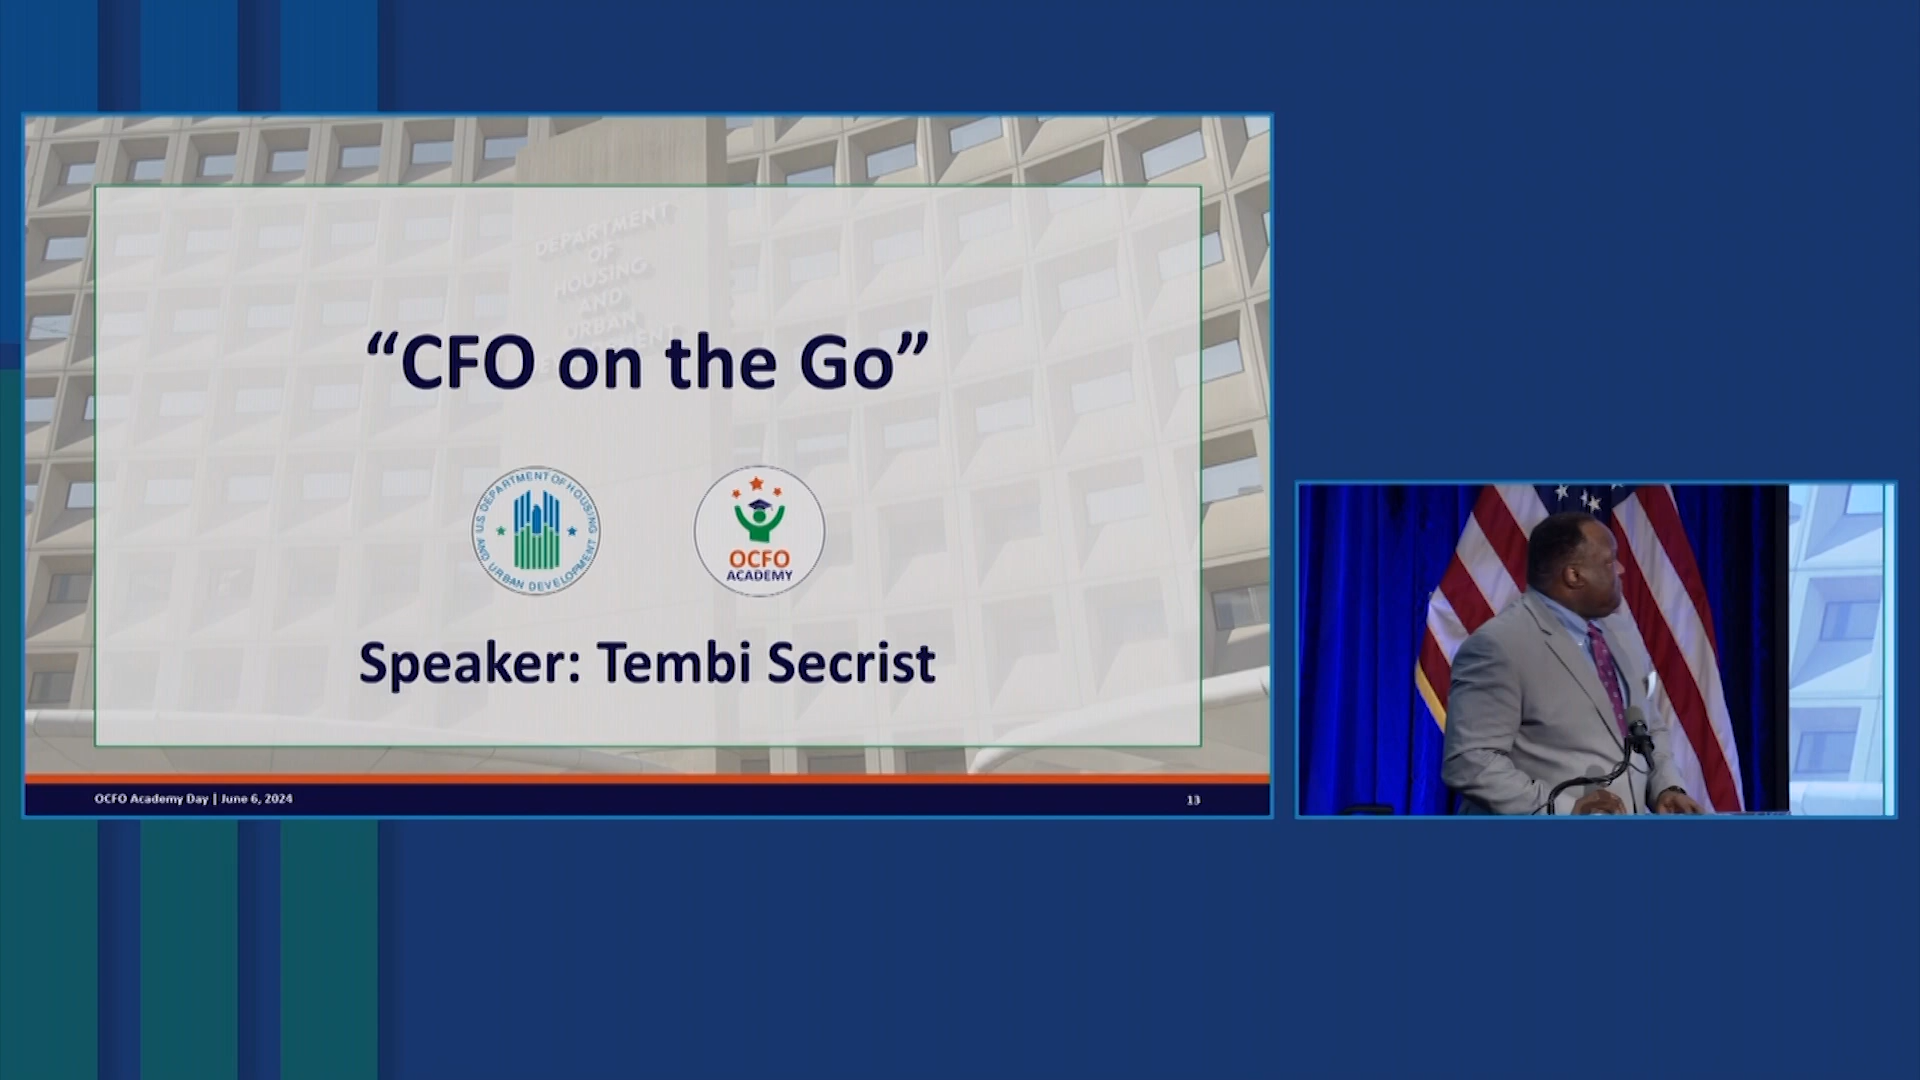 DEPARTMENT
OF
HOUSING
AND
URBAN
“CFO on the Go”
U.S. DEPARTMENT OF HOUSING
AND URBAN DEVELOPMENT
OCFO
ACADEMY
Speaker: Tembi Secrist
OCFO Academy Day | June 6, 2024
13